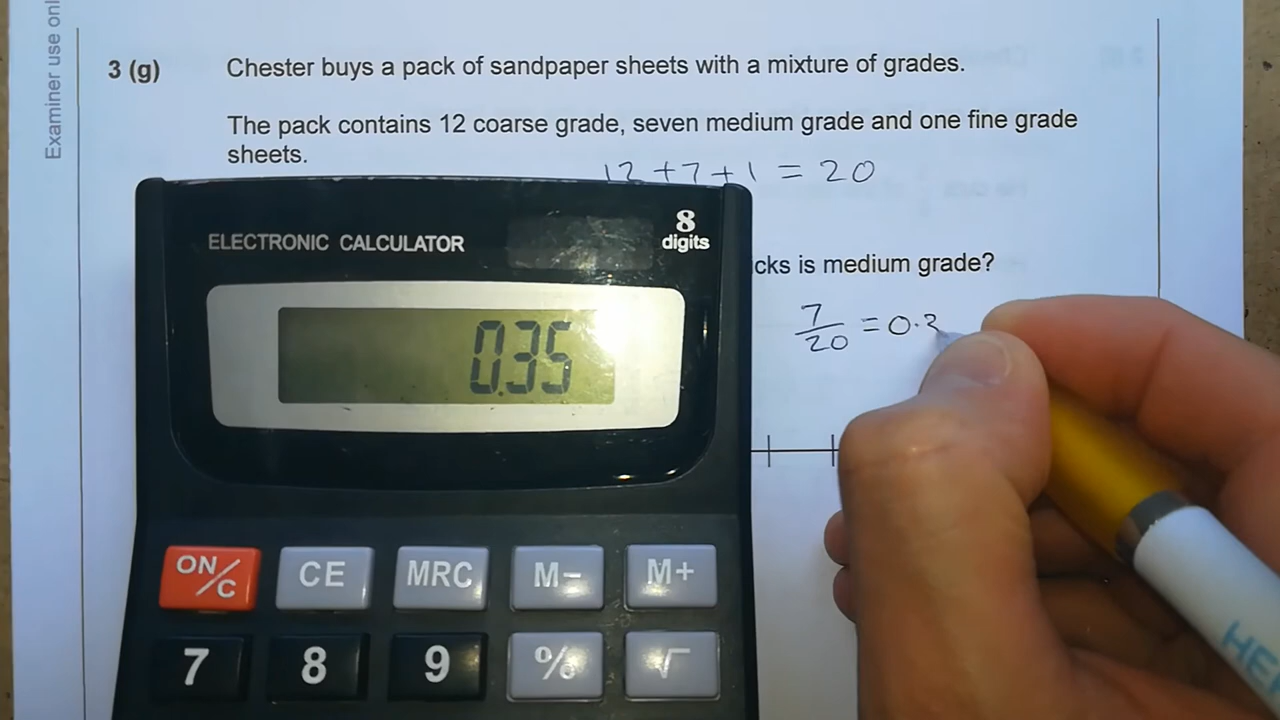 Examiner use onl
3 (g) Chester buys a pack of sandpaper sheets with a mixture of grades.
The pack contains 12 coarse grade, seven medium grade and one fine grade
sheets.
12 + 7 + 1 = 20
8
digits
ELECTRONIC CALCULATOR
cks is medium grade?
7/20 = 0.3
0.35
ON/C CE MRC M− M+
7 8 9 % √
HE